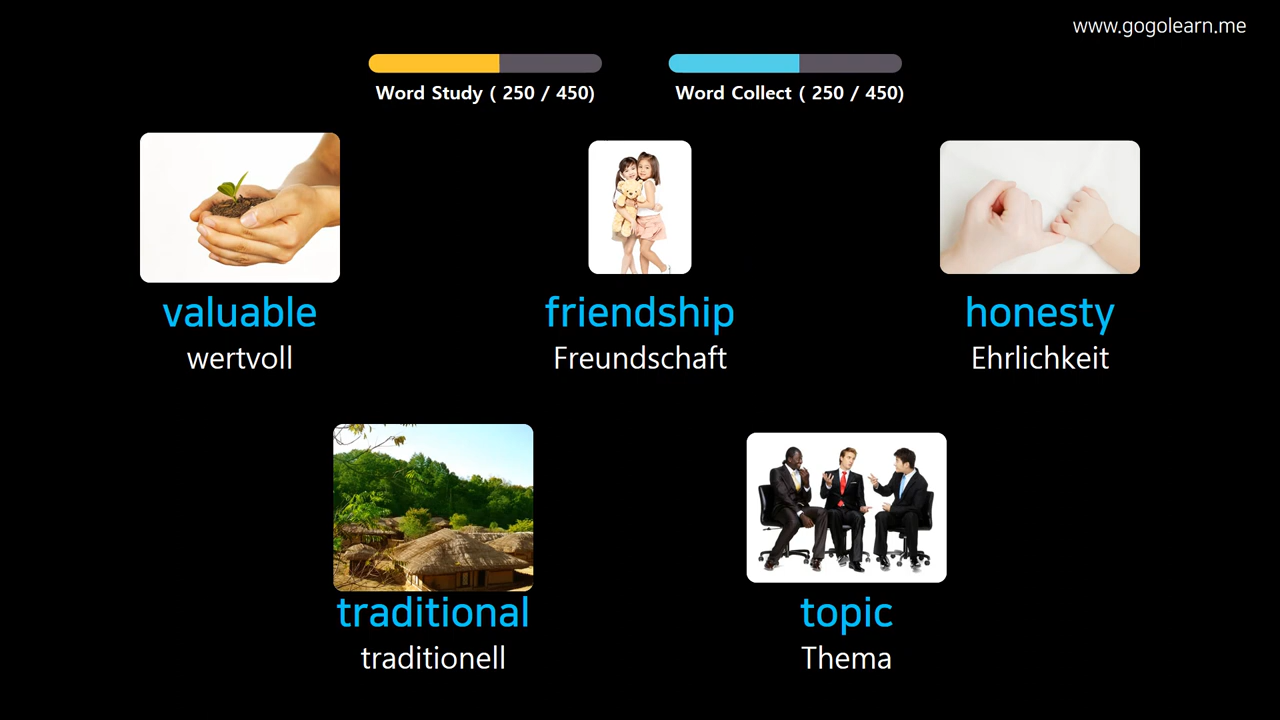 www.gogolearn.me
Word Study ( 250 / 450)
Word Collect ( 250 / 450)
valuable
wertvoll
friendship
Freundschaft
honesty
Ehrlichkeit
traditional
traditionell
topic
Thema